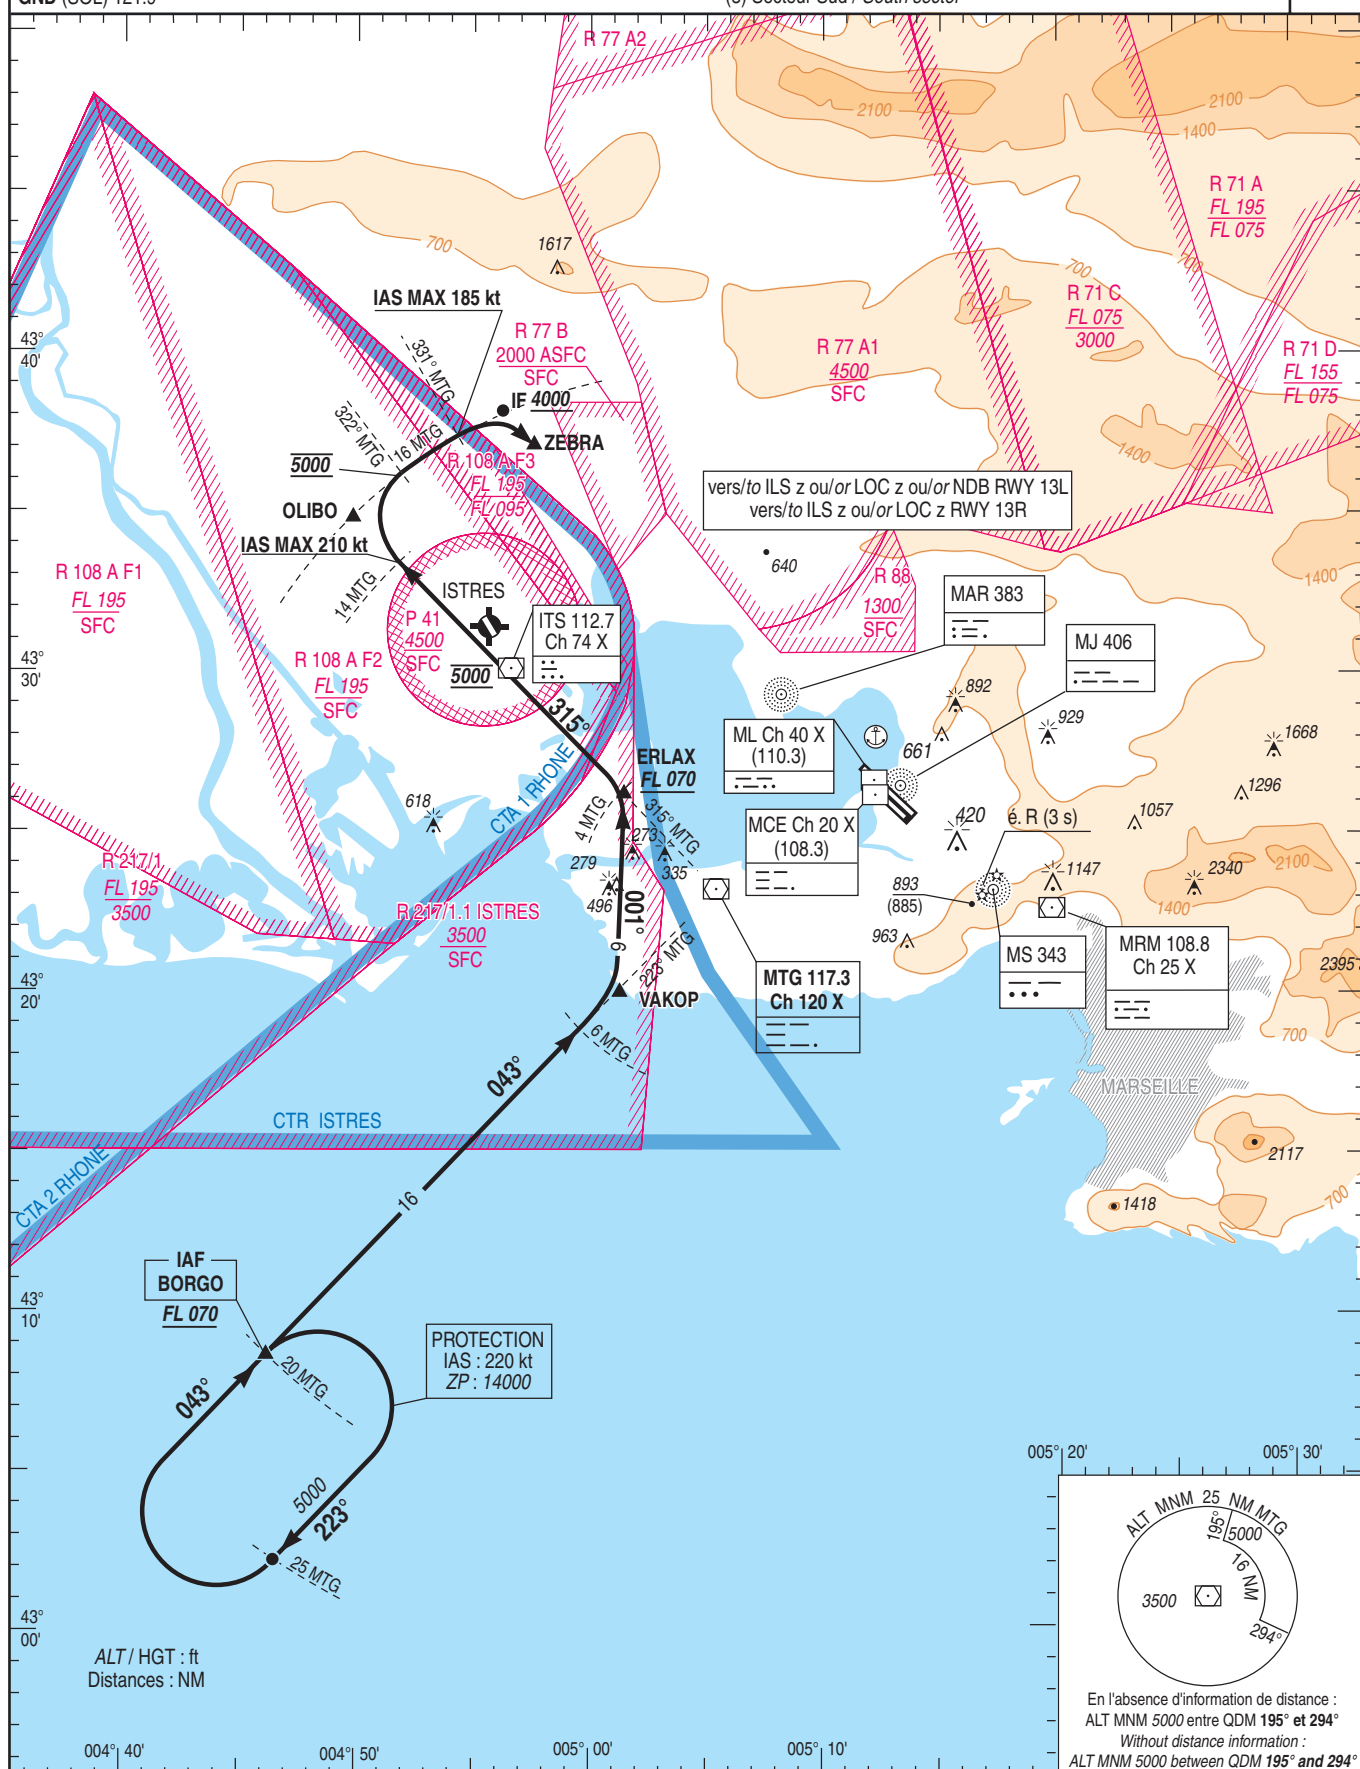 R 77 A2
2100
2100
1400
R 71 A
FL 195
FL 075
700
1617
700
700
IAS MAX 185 kt
R 71 C
FL 075
3000
43°
40'
R 77 B
2000 ASFC
SFC
R 77 A1
4500
SFC
R 71 D
FL 155
FL 075
331° MTG
IF 4000
322° MTG
16 MTG
ZEBRA
1400
5000
R 108 A F3
FL 195
FL 095
vers/to ILS z ou/or LOC z ou/or NDB RWY 13L
vers/to ILS z ou/or LOC z RWY 13R
OLIBO
IAS MAX 210 kt
640
R 108 A F1
FL 195
SFC
14 MTG
ISTRES
R 88
1300
SFC
1400
MAR 383
P 41
4500
SFC
ITS 112.7
Ch 74 X
MJ 406
R 108 A F2
FL 195
SFC
43°
30'
5000
892
315°
ML Ch 40 X
(110.3)
661
929
1668
ERLAX
FL 070
CTA 1 RHONE
1296
618
4 MTG
315° MTG
MCE Ch 20 X
(108.3)
420
é. R (3 s)
1057
273
279
335
R 217/1
FL 195
3500
1147
2340
2100
1400
496
893
(885)
R 217/1.1 ISTRES
3500
SFC
001°
6
223° MTG
963
MS 343
MRM 108.8
Ch 25 X
2395
MTG 117.3
Ch 120 X
43°
20'
VAKOP
6 MTG
700
043°
MARSEILLE
CTR ISTRES
CTA 2 RHONE
2117
16
1418
700
IAF
BORGO
FL 070
43°
10'
PROTECTION
IAS : 220 kt
ZP : 14000
20 MTG
043°
005° 20'
005° 30'
5000
223°
25 MTG
ALT MNM 25 NM MTG
195°
5000
16 NM
3500
294°
43°
00'
ALT / HGT : ft
Distances : NM
En l'absence d'information de distance :
ALT MNM 5000 entre QDM 195° et 294°
Without distance information :
ALT MNM 5000 between QDM 195° and 294°
004° 40'
004° 50'
005° 00'
005° 10'